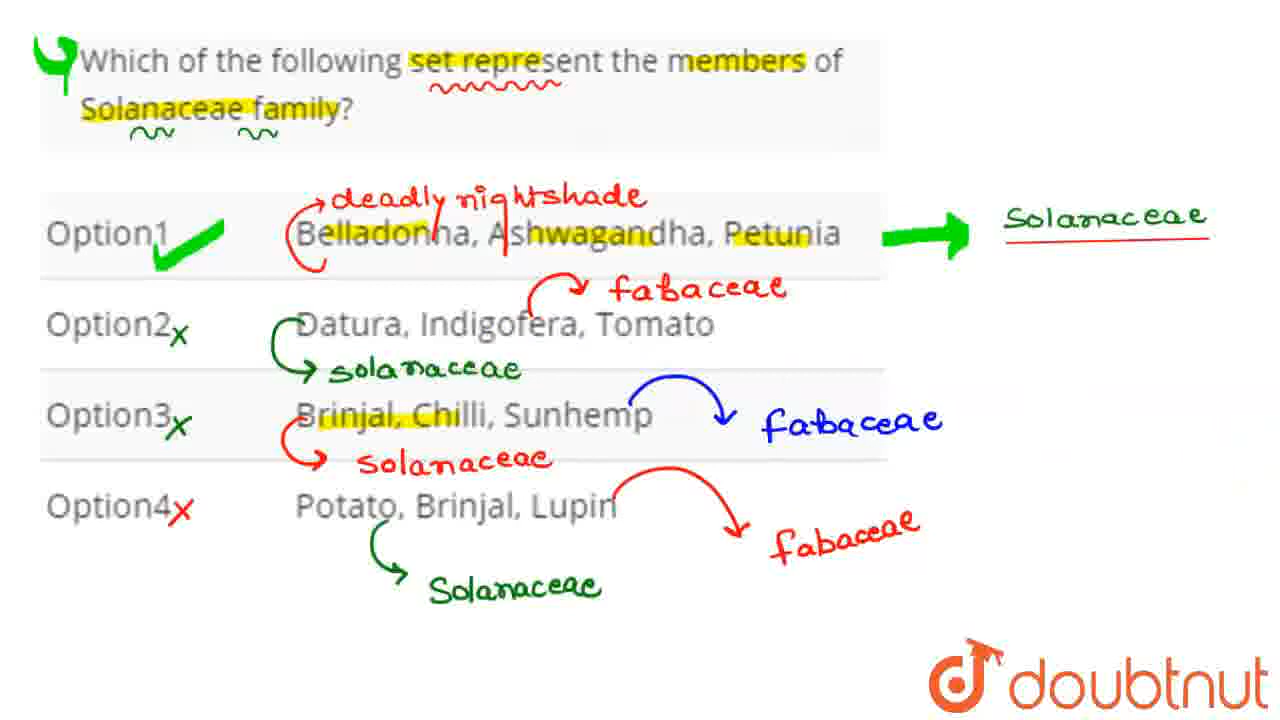 Which of the following set represent the members of
Solanaceae family?
deadly nightshade
Option1 Belladonna, Ashwagandha, Petunia
solanaceae
fabaceae
Option2 x Datura, Indigofera, Tomato
solanaceae
Option3 x Brinjal, Chilli, Sunhemp
fabaceae
solanaceae
Option4 x Potato, Brinjal, Lupin
fabaceae
Solanaceae
doubtnut